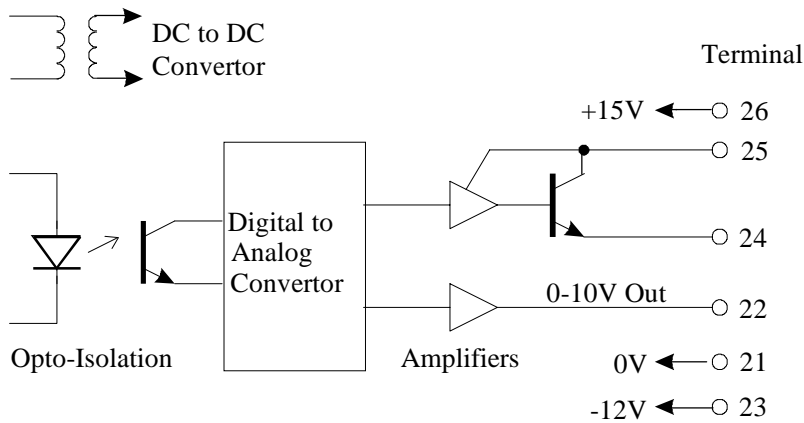 DC to DC
Convertor
Terminal
+15V
26
25
Digital to
Analog
Convertor
24
0-10V Out
22
Opto-Isolation
Amplifiers
0V
21
-12V
23